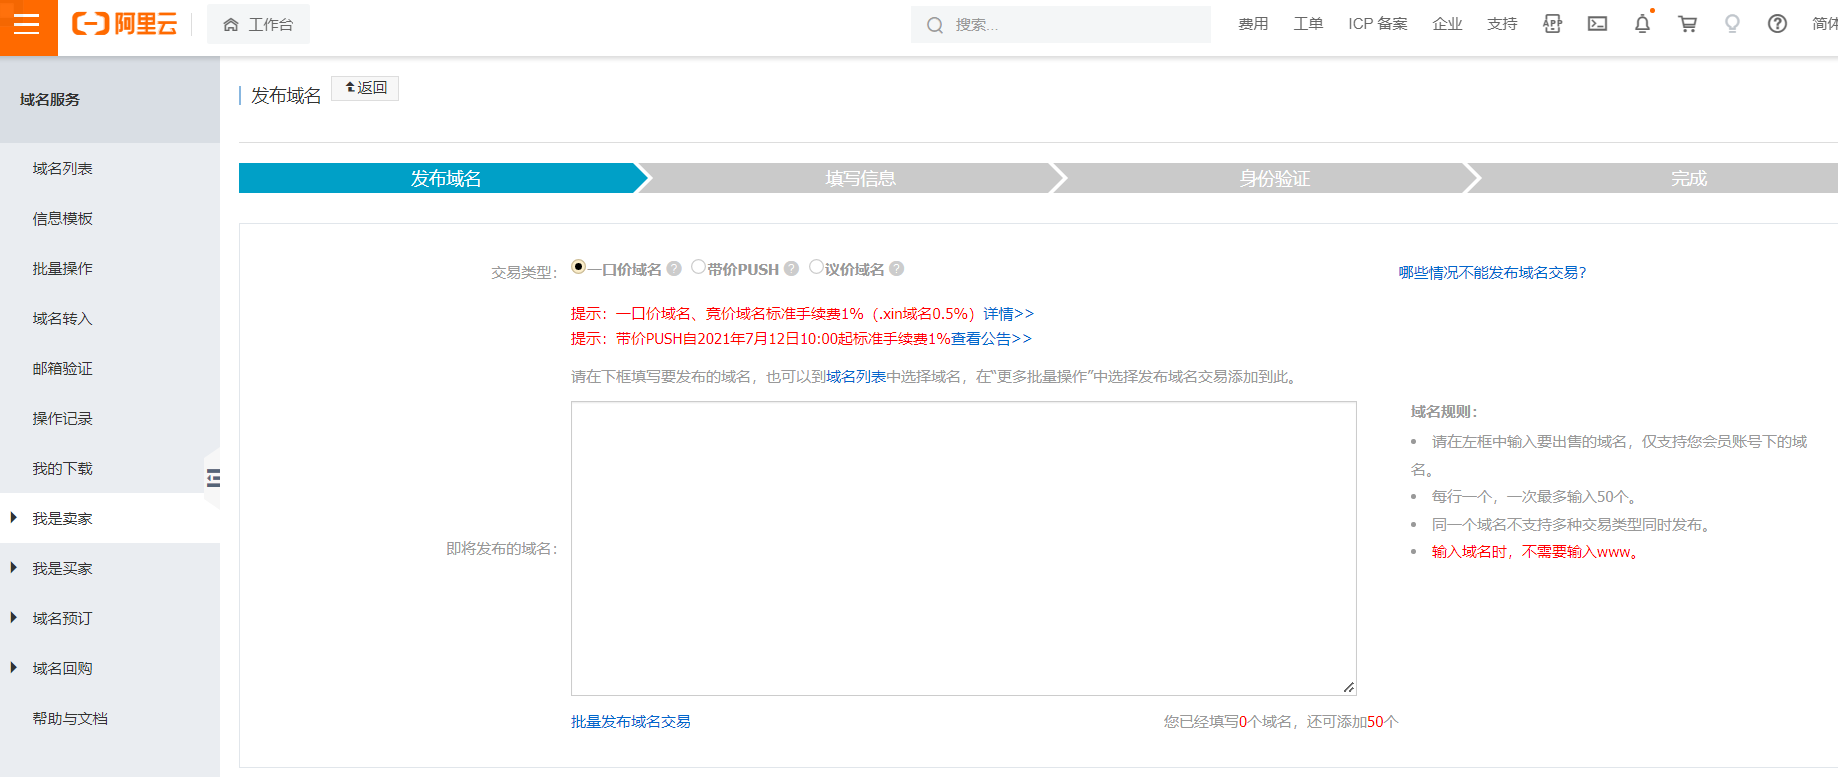 阿里云
工作台
搜索...
费用
工单
ICP 备案
企业
支持
APP
简体
域名服务
域名列表
信息模板
批量操作
域名转入
邮箱验证
操作记录
我的下载
我是卖家
我是买家
域名预订
域名回购
帮助与文档
发布域名
返回
发布域名
填写信息
身份验证
完成
交易类型：
一口价域名
带价PUSH
议价域名
哪些情况不能发布域名交易？
提示：一口价域名、竞价域名标准手续费1%（.xin域名0.5%）详情>>
提示：带价PUSH自2021年7月12日10:00起标准手续费1%查看公告>>
请在下框填写要发布的域名，也可以到域名列表中选择域名，在“更多批量操作”中选择发布域名交易添加到此。
即将发布的域名：
域名规则：
请在左框中输入要出售的域名，仅支持您会员账号下的域
名。
每行一个，一次最多输入50个。
同一个域名不支持多种交易类型同时发布。
输入域名时，不需要输入www。
批量发布域名交易
您已经填写0个域名，还可添加50个